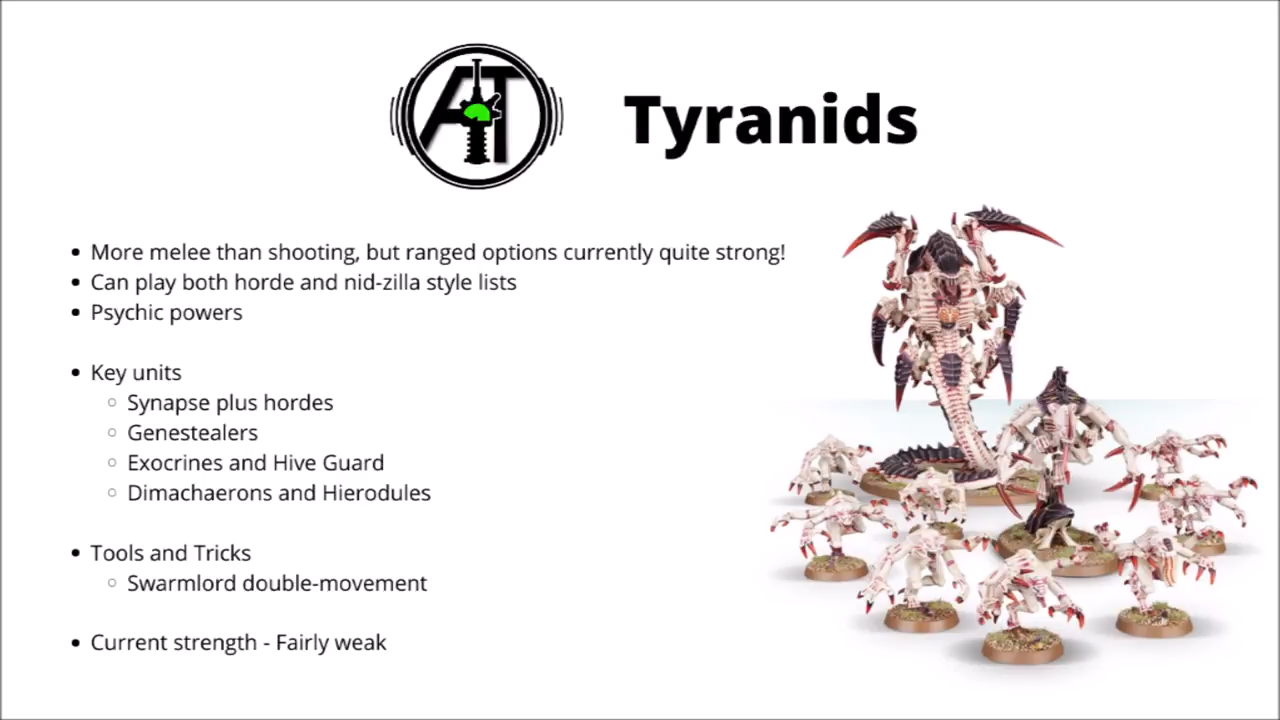 AT
Tyranids
• More melee than shooting, but ranged options currently quite strong!
• Can play both horde and nid-zilla style lists
• Psychic powers
• Key units
○ Synapse plus hordes
○ Genestealers
○ Exocrines and Hive Guard
○ Dimachaerons and Hierodules
• Tools and Tricks
○ Swarmlord double-movement
• Current strength - Fairly weak